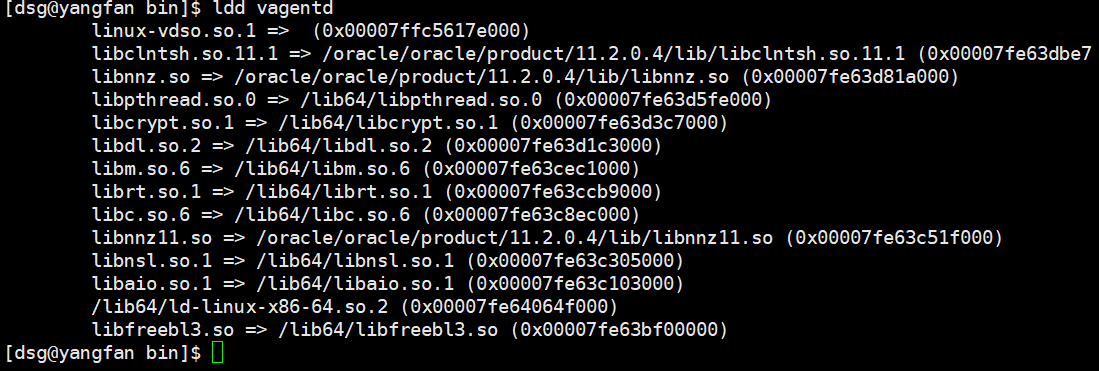 [dsg@yangfan bin]$ ldd vagentd
linux-vdso.so.1 =>  (0x00007ffc5617e000)
libclntsh.so.11.1 => /oracle/oracle/product/11.2.0.4/lib/libclntsh.so.11.1 (0x00007fe63dbe7
libnnz.so => /oracle/oracle/product/11.2.0.4/lib/libnnz.so (0x00007fe63d81a000)
libpthread.so.0 => /lib64/libpthread.so.0 (0x00007fe63d5fe000)
libcrypt.so.1 => /lib64/libcrypt.so.1 (0x00007fe63d3c7000)
libdl.so.2 => /lib64/libdl.so.2 (0x00007fe63d1c3000)
libm.so.6 => /lib64/libm.so.6 (0x00007fe63cec1000)
librt.so.1 => /lib64/librt.so.1 (0x00007fe63ccb9000)
libc.so.6 => /lib64/libc.so.6 (0x00007fe63c8ec000)
libnnz11.so => /oracle/oracle/product/11.2.0.4/lib/libnnz11.so (0x00007fe63c51f000)
libnsl.so.1 => /lib64/libnsl.so.1 (0x00007fe63c305000)
libaio.so.1 => /lib64/libaio.so.1 (0x00007fe63c103000)
/lib64/ld-linux-x86-64.so.2 (0x00007fe64064f000)
libfreebl3.so => /lib64/libfreebl3.so (0x00007fe63bf00000)
[dsg@yangfan bin]$